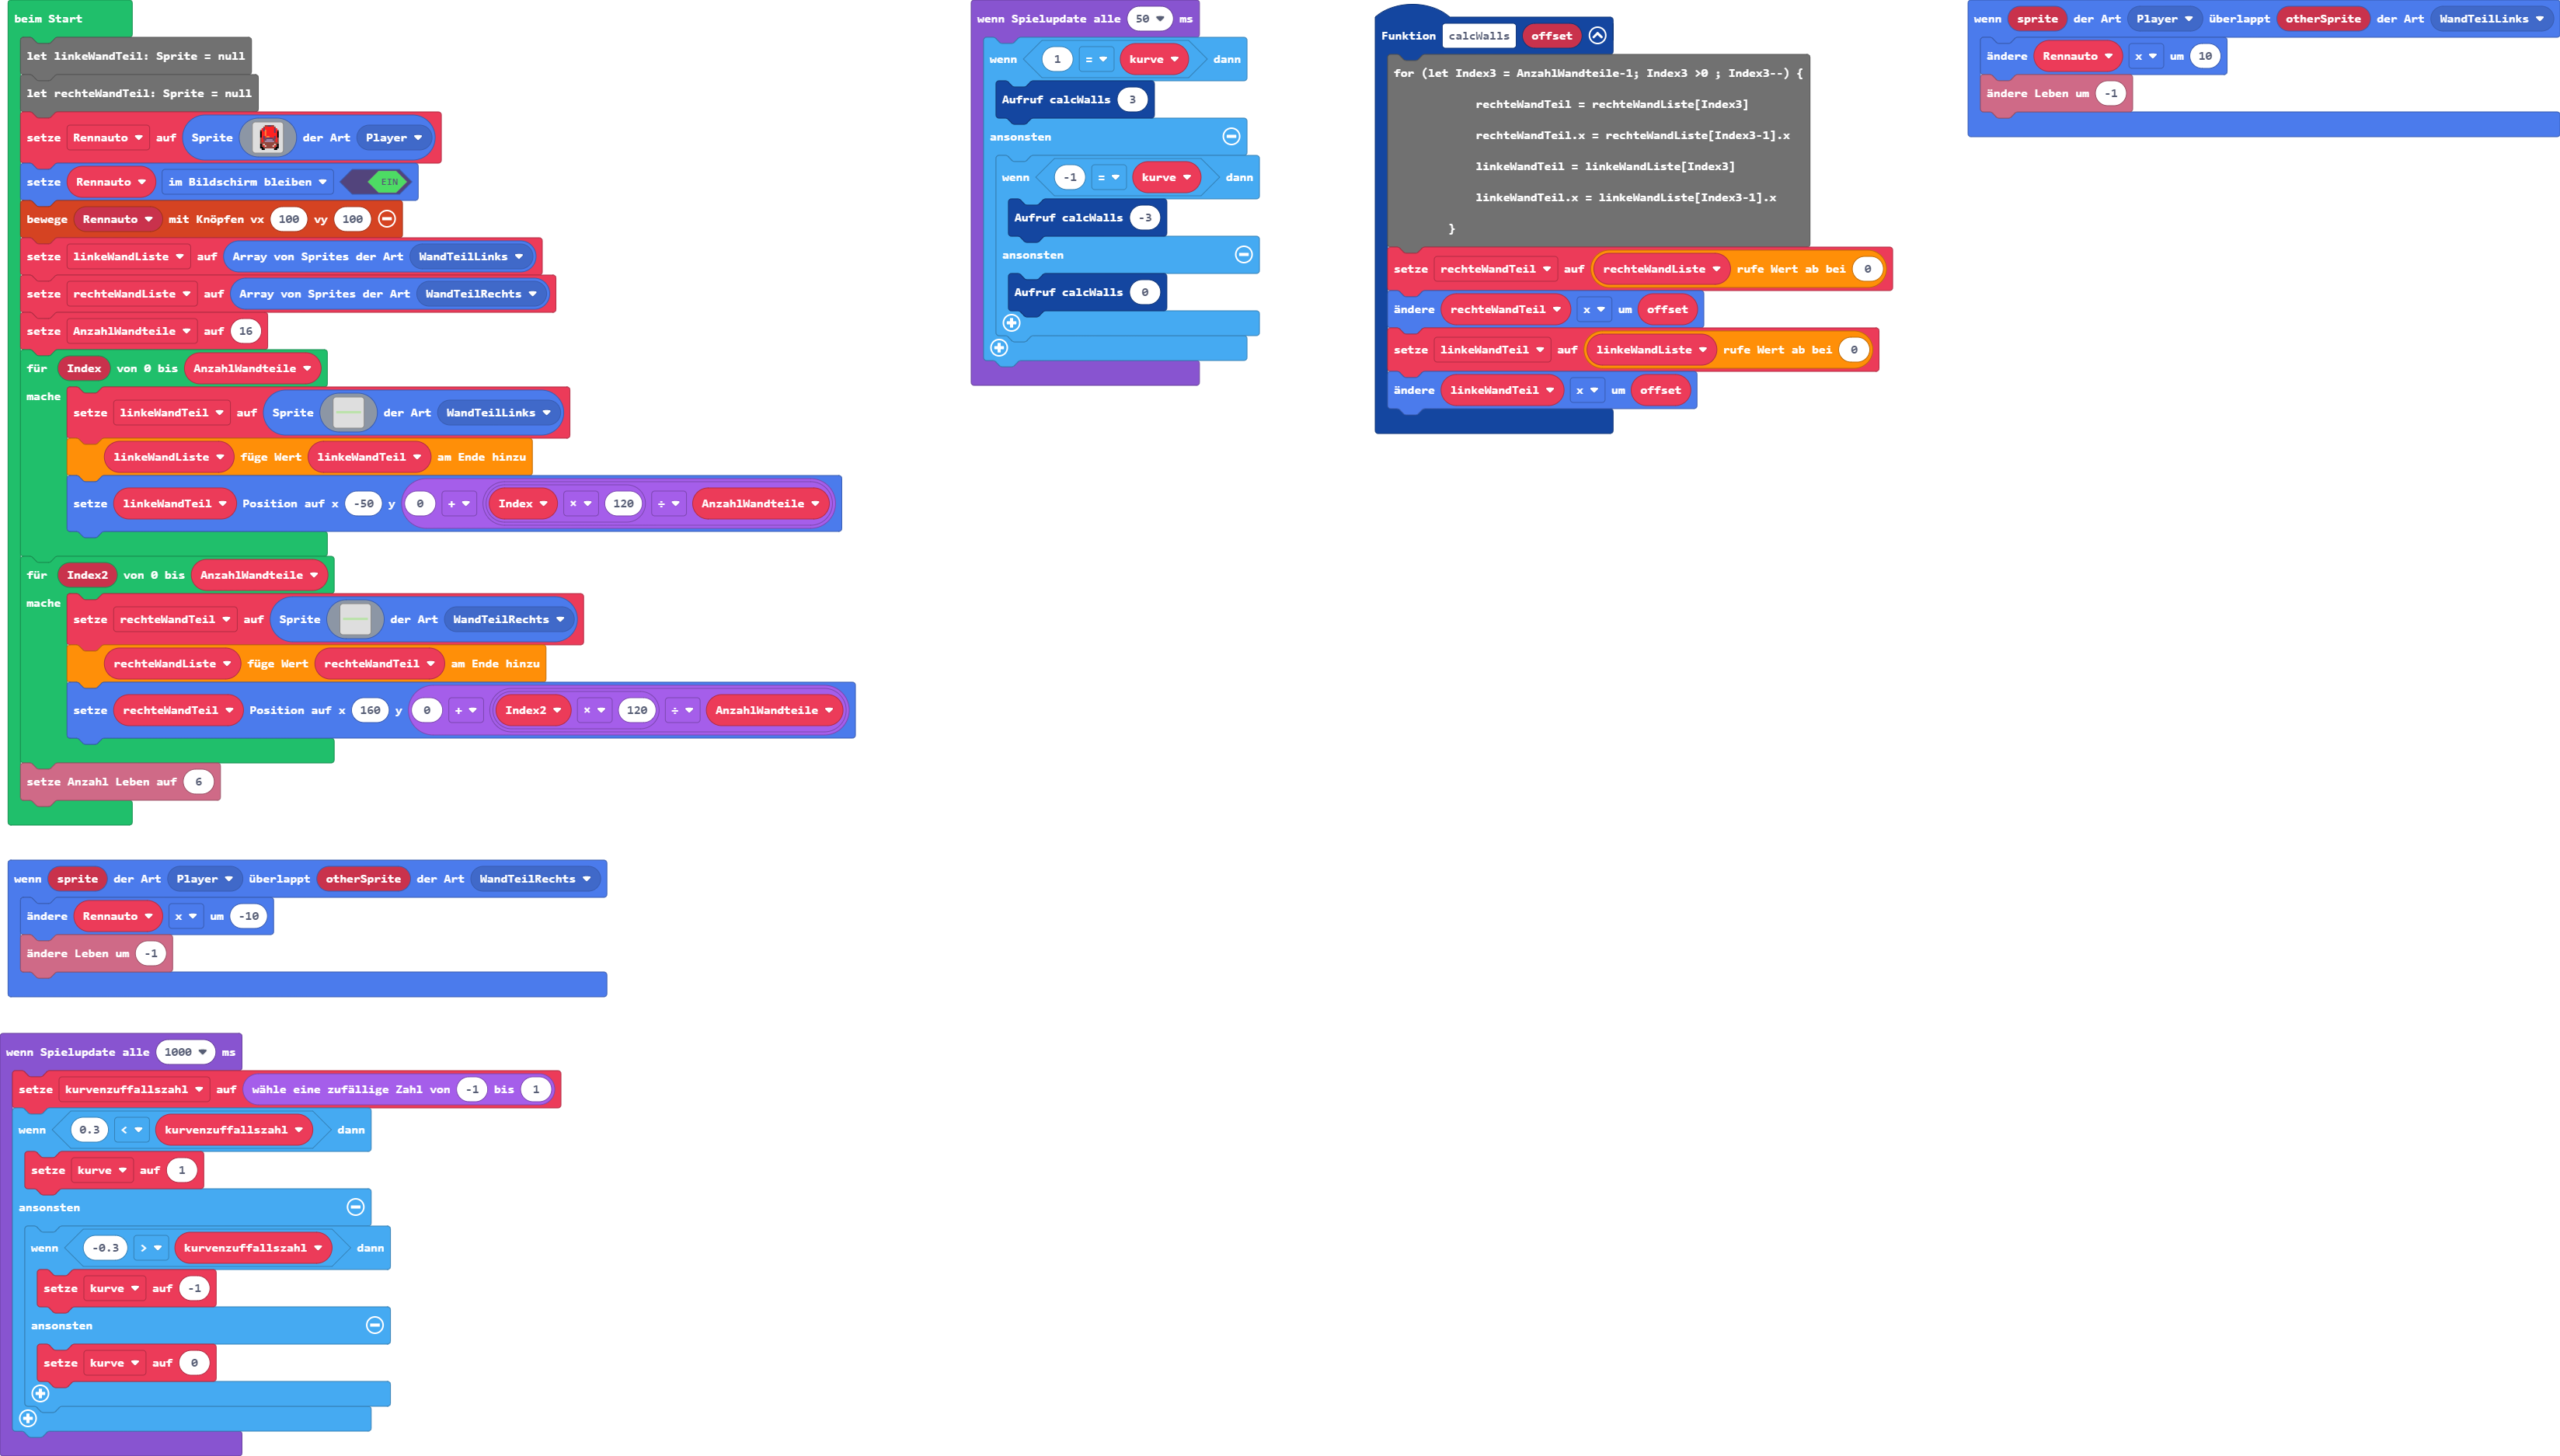 beim Start
let linkeWandTeil: Sprite = null
let rechteWandTeil: Sprite = null
setze Rennauto auf Sprite der Art Player
setze Rennauto im Bildschirm bleiben EIN
bewege Rennauto mit Knöpfen vx 100 vy 100
setze linkeWandListe auf Array von Sprites der Art WandTeilLinks
setze rechteWandListe auf Array von Sprites der Art WandTeilRechts
setze AnzahlWandteile auf 16
für Index von 0 bis AnzahlWandteile
mache
setze linkeWandTeil auf Sprite der Art WandTeilLinks
linkeWandListe füge Wert linkeWandTeil am Ende hinzu
setze linkeWandTeil Position auf x -50 y 0 + Index × 120 ÷ AnzahlWandteile
für Index2 von 0 bis AnzahlWandteile
mache
setze rechteWandTeil auf Sprite der Art WandTeilRechts
rechteWandListe füge Wert rechteWandTeil am Ende hinzu
setze rechteWandTeil Position auf x 160 y 0 + Index2 × 120 ÷ AnzahlWandteile
setze Anzahl Leben auf 6
wenn sprite der Art Player überlappt otherSprite der Art WandTeilRechts
ändere Rennauto x um -10
ändere Leben um -1
wenn Spielupdate alle 1000 ms
setze kurvenzuffallszahl auf wähle eine zufällige Zahl von -1 bis 1
wenn 0.3 < kurvenzuffallszahl dann
setze kurve auf 1
ansonsten
wenn -0.3 > kurvenzuffallszahl dann
setze kurve auf -1
ansonsten
setze kurve auf 0
wenn Spielupdate alle 50 ms
wenn 1 = kurve dann
Aufruf calcWalls 3
ansonsten
wenn -1 = kurve dann
Aufruf calcWalls -3
ansonsten
Aufruf calcWalls 0
Funktion calcWalls offset
for (let Index3 = AnzahlWandteile-1; Index3 >0 ; Index3--) {
rechteWandTeil = rechteWandListe[Index3]
rechteWandTeil.x = rechteWandListe[Index3-1].x
linkeWandTeil = linkeWandListe[Index3]
linkeWandTeil.x = linkeWandListe[Index3-1].x
}
setze rechteWandTeil auf rechteWandListe rufe Wert ab bei 0
ändere rechteWandTeil x um offset
setze linkeWandTeil auf linkeWandListe rufe Wert ab bei 0
ändere linkeWandTeil x um offset
wenn sprite der Art Player überlappt otherSprite der Art WandTeilLinks
ändere Rennauto x um 10
ändere Leben um -1